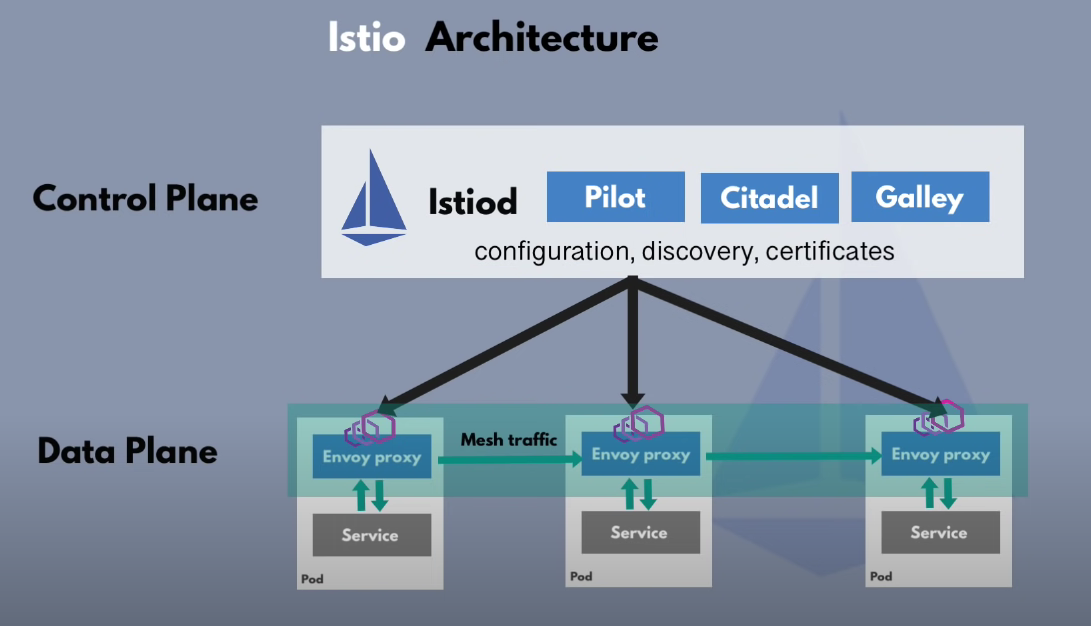 Istio Architecture
Control Plane
Istiod
Pilot
Citadel
Galley
configuration, discovery, certificates
Data Plane
Mesh traffic
Envoy proxy
Envoy proxy
Envoy proxy
Service
Service
Service
Pod
Pod
Pod